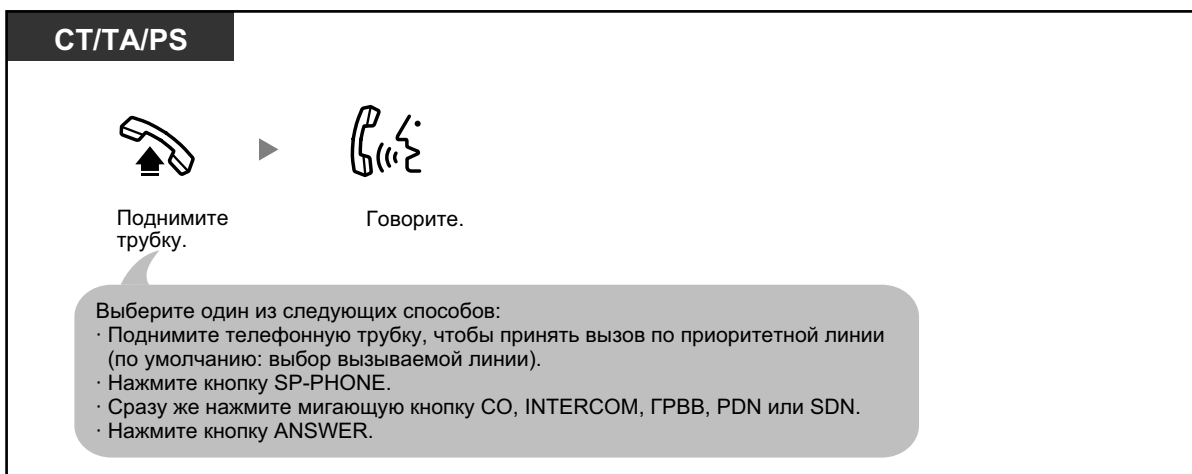 CT/TA/PS
Поднимите
трубку.
Говорите.
Выберите один из следующих способов:
· Поднимите телефонную трубку, чтобы принять вызов по приоритетной линии
(по умолчанию: выбор вызываемой линии).
· Нажмите кнопку SP-PHONE.
· Сразу же нажмите мигающую кнопку CO, INTERCOM, ГРВВ, PDN или SDN.
· Нажмите кнопку ANSWER.